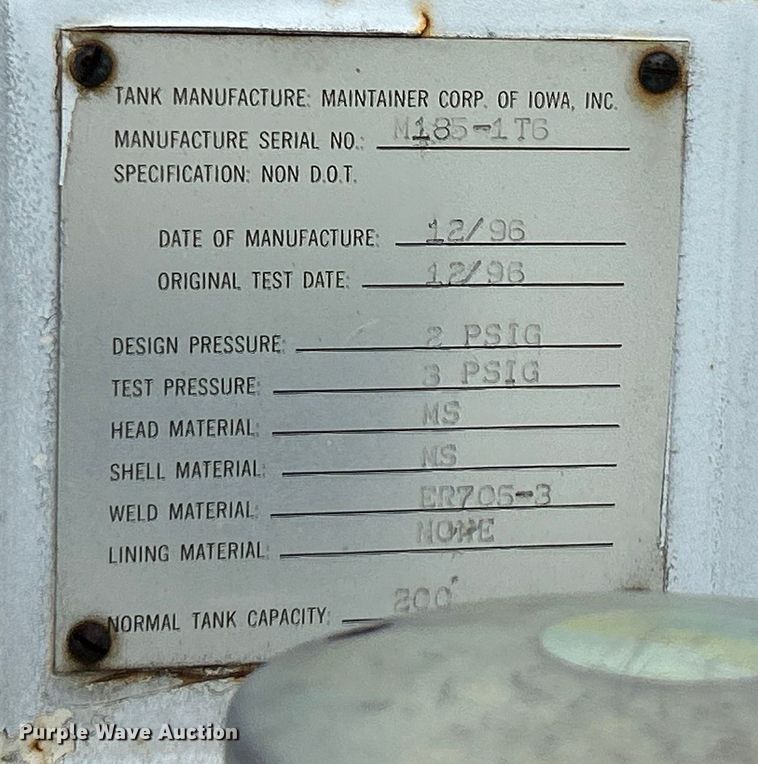 TANK MANUFACTURE: MAINTAINER CORP. OF IOWA, INC.
MANUFACTURE SERIAL NO.: M185-1T6
SPECIFICATION: NON D.O.T.
DATE OF MANUFACTURE: 12/96
ORIGINAL TEST DATE: 12/96
DESIGN PRESSURE: 2 PSIG
TEST PRESSURE: 3 PSIG
HEAD MATERIAL: MS
SHELL MATERIAL: MS
WELD MATERIAL: ER70S-3
LINING MATERIAL: NONE
NORMAL TANK CAPACITY: 200
Purple Wave Auction